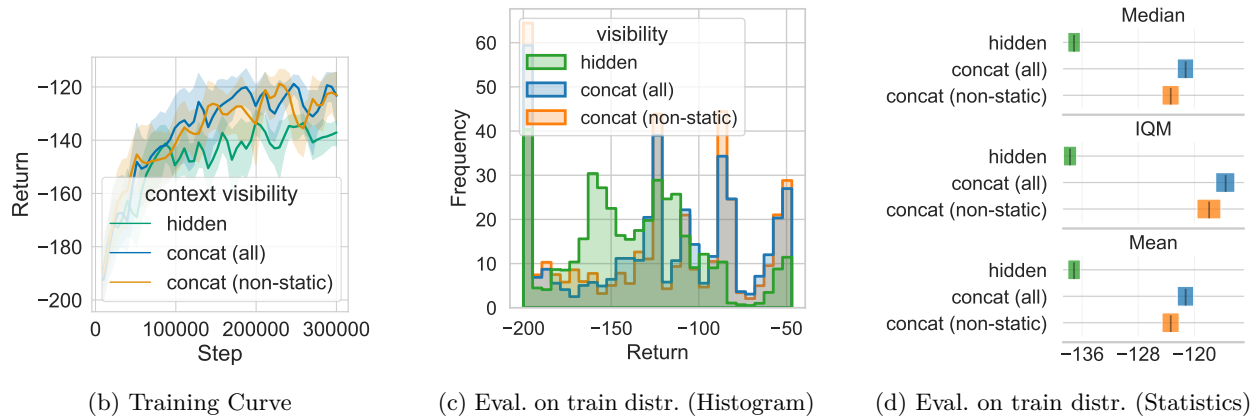 −120
−140
−160
−180
−200
Return
context visibility
hidden
concat (all)
concat (non-static)
0
100000
200000
300000
Step
(b) Training Curve
60
50
40
30
20
10
0
Frequency
visibility
hidden
concat (all)
concat (non-static)
−200
−150
−100
−50
Return
(c) Eval. on train distr. (Histogram)
Median
hidden
concat (all)
concat (non-static)
IQM
hidden
concat (all)
concat (non-static)
Mean
hidden
concat (all)
concat (non-static)
−136
−128
−120
(d) Eval. on train distr. (Statistics)